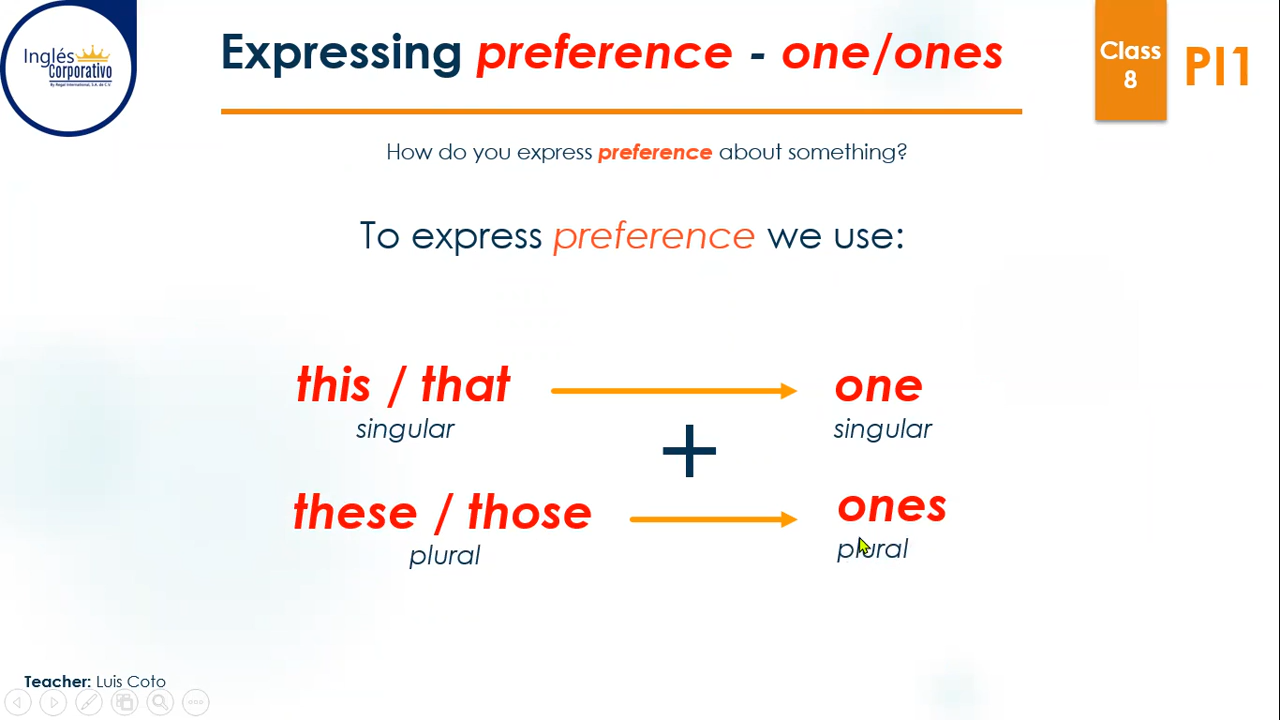 Inglés
Corporativo
By Regal International, S.A. de C.V.
Expressing preference - one/ones
Class
8
PI1
How do you express preference about something?
To express preference we use:
this / that
one
singular
singular
+
these / those
ones
plural
plural
Teacher: Luis Coto